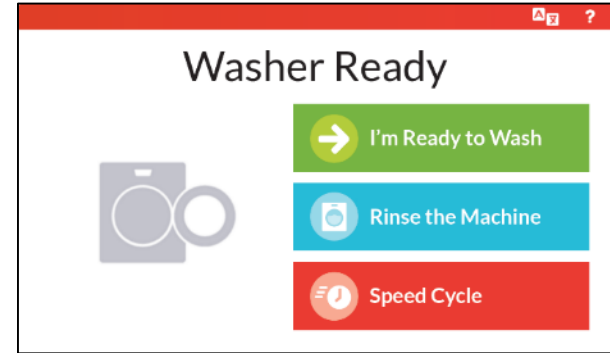 ?
Washer Ready
I'm Ready to Wash
Rinse the Machine
Speed Cycle